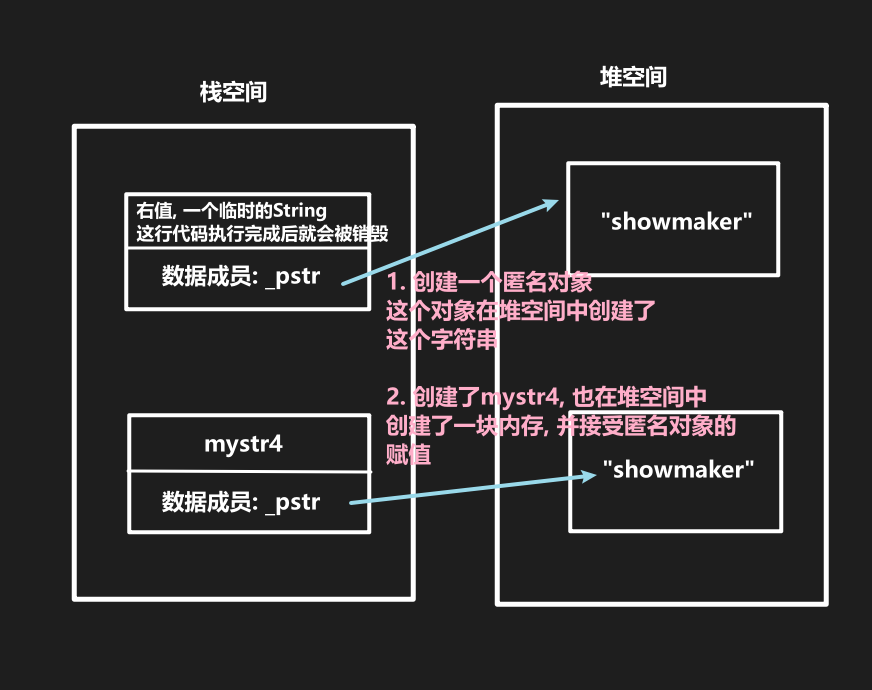 栈空间
堆空间
右值, 一个临时的String
这行代码执行完成后就会被销毁
数据成员: _pstr
"showmaker"
1. 创建一个匿名对象
这个对象在堆空间中创建了
这个字符串
2. 创建了mystr4, 也在堆空间中
创建了一块内存, 并接受匿名对象的
赋值
mystr4
数据成员: _pstr
"showmaker"